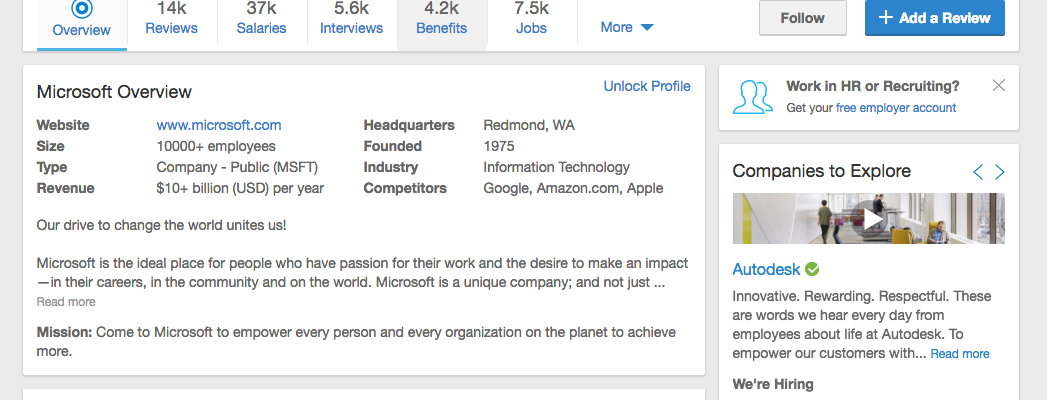 14k 37k 5.6k 4.2k 7.5k
Overview Reviews Salaries Interviews Benefits Jobs More Follow + Add a Review
Microsoft Overview Unlock Profile
Website www.microsoft.com Headquarters Redmond, WA
Size 10000+ employees Founded 1975
Type Company - Public (MSFT) Industry Information Technology
Revenue $10+ billion (USD) per year Competitors Google, Amazon.com, Apple
Our drive to change the world unites us!
Microsoft is the ideal place for people who have passion for their work and the desire to make an impact
—in their careers, in the community and on the world. Microsoft is a unique company; and not just ...
Read more
Mission: Come to Microsoft to empower every person and every organization on the planet to achieve
more.
Work in HR or Recruiting?
Get your free employer account
Companies to Explore
Autodesk
Innovative. Rewarding. Respectful. These
are words we hear every day from
employees about life at Autodesk. To
empower our customers with... Read more
We're Hiring